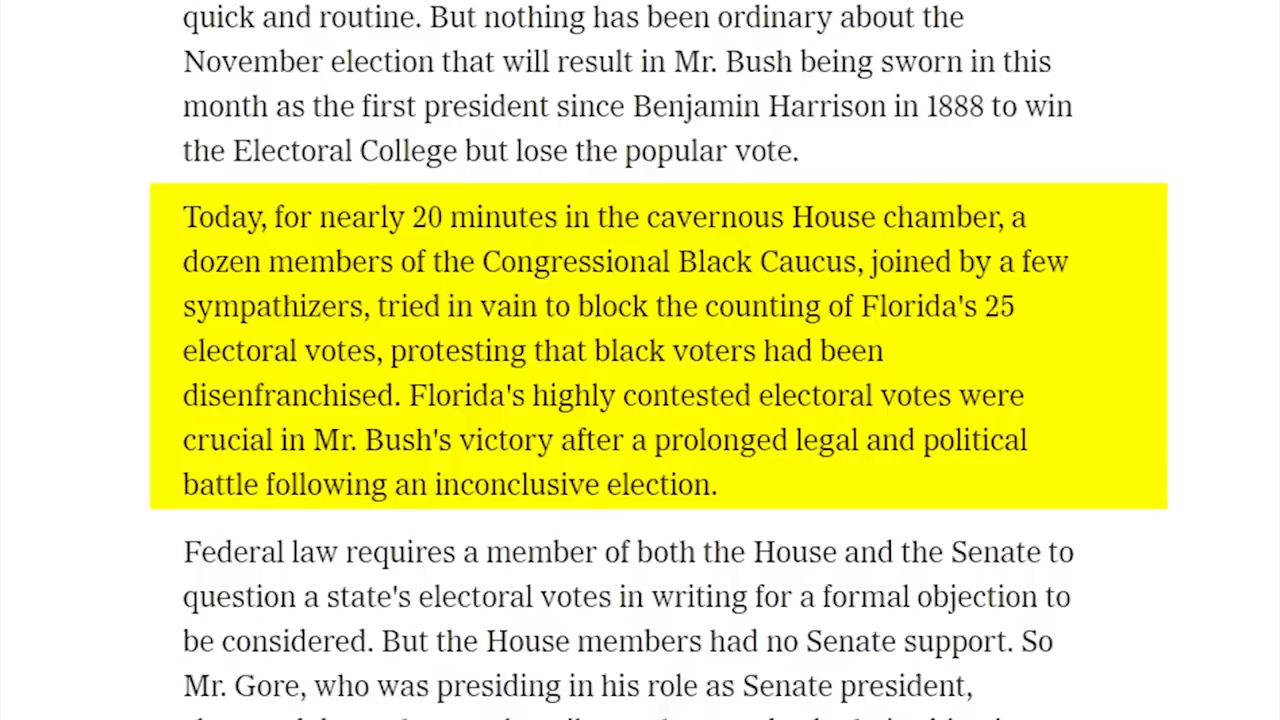 quick and routine. But nothing has been ordinary about the
November election that will result in Mr. Bush being sworn in this
month as the first president since Benjamin Harrison in 1888 to win
the Electoral College but lose the popular vote.
Today, for nearly 20 minutes in the cavernous House chamber, a
dozen members of the Congressional Black Caucus, joined by a few
sympathizers, tried in vain to block the counting of Florida's 25
electoral votes, protesting that black voters had been
disenfranchised. Florida's highly contested electoral votes were
crucial in Mr. Bush's victory after a prolonged legal and political
battle following an inconclusive election.
Federal law requires a member of both the House and the Senate to
question a state's electoral votes in writing for a formal objection to
be considered. But the House members had no Senate support. So
Mr. Gore, who was presiding in his role as Senate president,